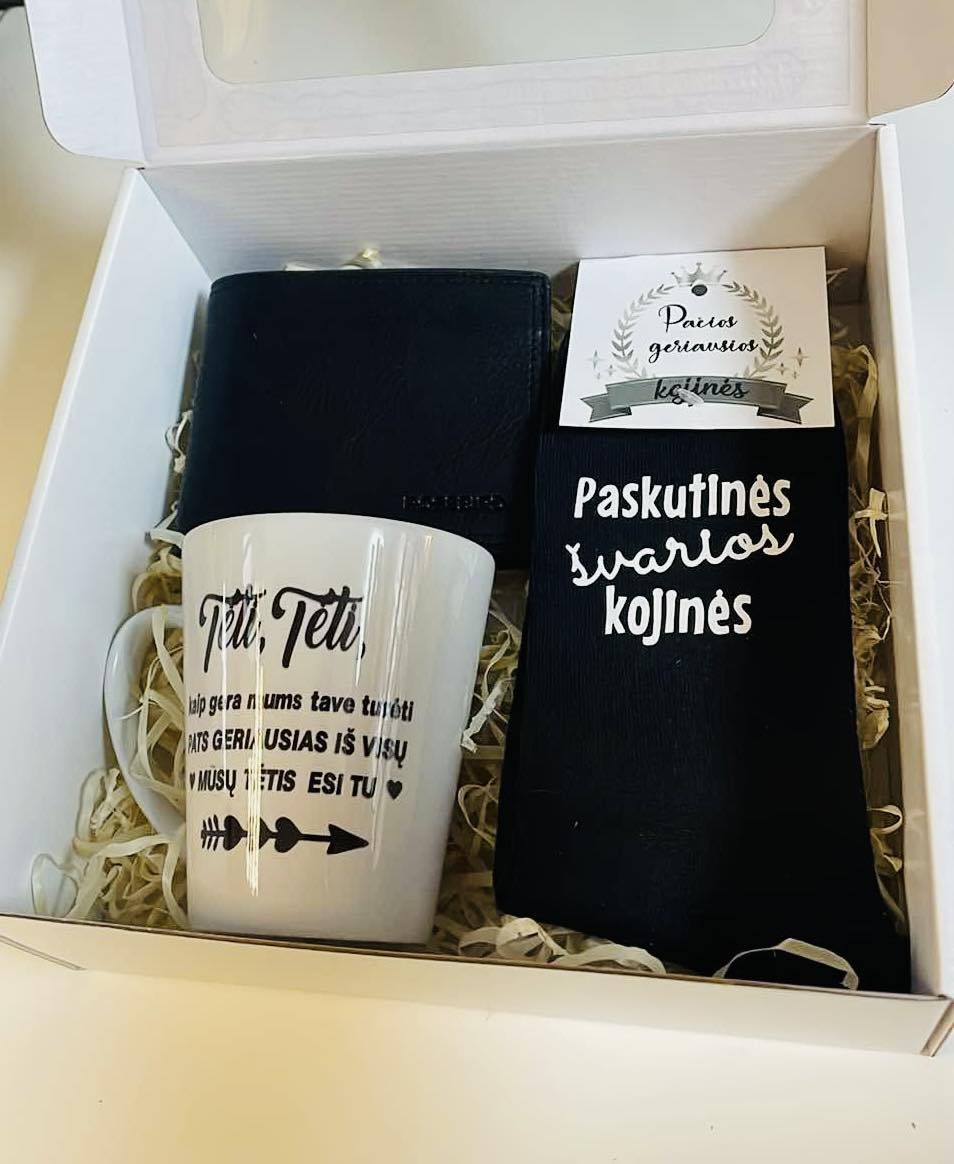 Pačios
geriausios
kojinės
Paskutinės
švarios
kojinės
Tėti, Tėti,
kaip gera mums tave turėti
PATS GERIAUSIAS IŠ VISŲ
♥ MŪSŲ TĖTIS ESI TU ♥